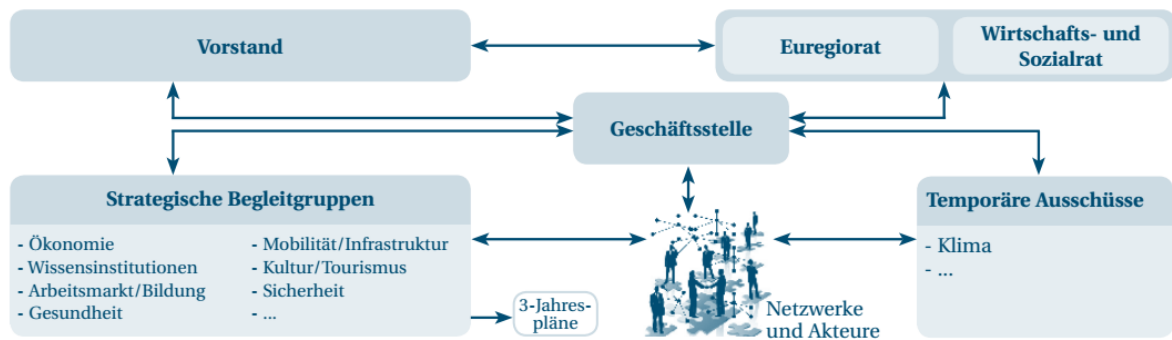 Vorstand
Euregiorat
Wirtschafts- und
Sozialrat
Geschäftsstelle
Strategische Begleitgruppen
- Ökonomie
- Wissensinstitutionen
- Arbeitsmarkt/Bildung
- Gesundheit
- Mobilität/Infrastruktur
- Kultur/Tourismus
- Sicherheit
- ...
3-Jahres-
pläne
Netzwerke
und Akteure
Temporäre Ausschüsse
- Klima
- ...